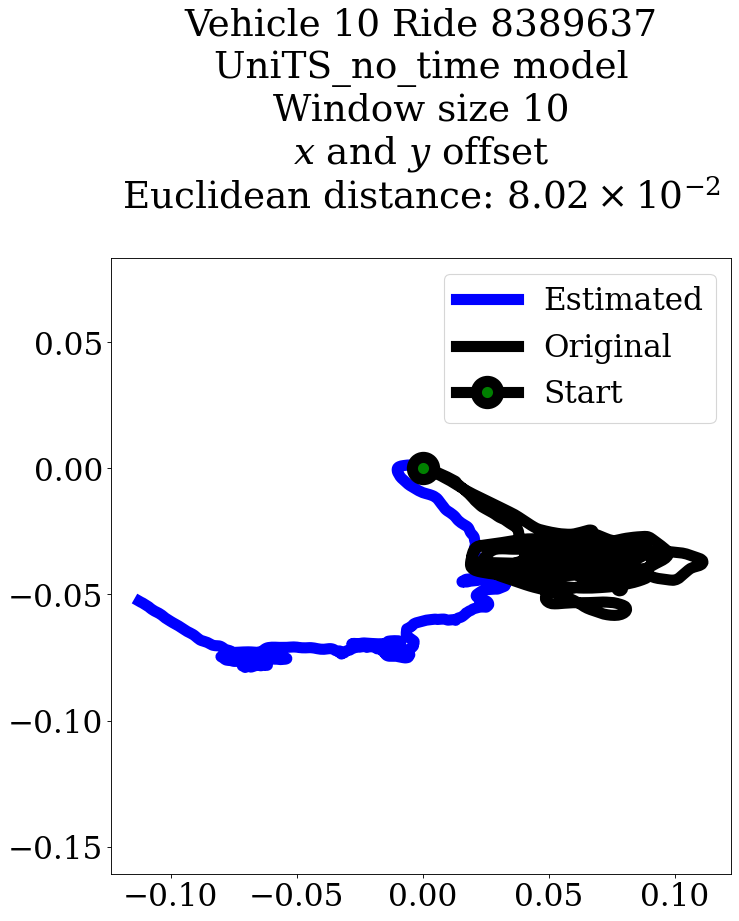 Vehicle 10 Ride 8389637
UniTS_no_time model
Window size 10
x and y offset
Euclidean distance: 8.02 × 10⁻²
Estimated
Original
Start
0.05
0.00
−0.05
−0.10
−0.15
−0.10 −0.05 0.00 0.05 0.10